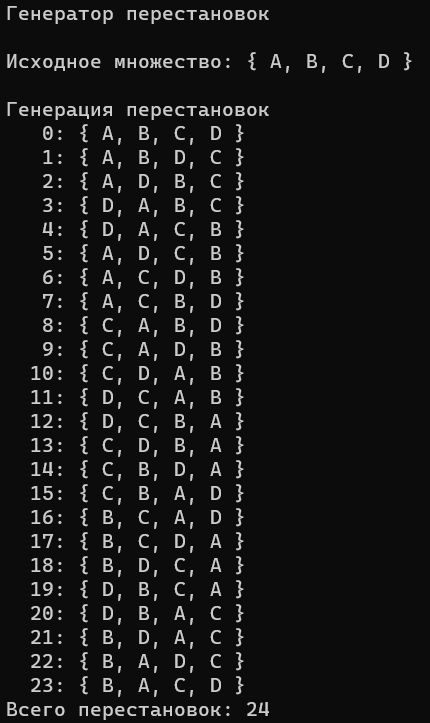 Генератор перестановок
Исходное множество: { A, B, C, D }
Генерация перестановок
0: { A, B, C, D }
1: { A, B, D, C }
2: { A, D, B, C }
3: { D, A, B, C }
4: { D, A, C, B }
5: { A, D, C, B }
6: { A, C, D, B }
7: { A, C, B, D }
8: { C, A, B, D }
9: { C, A, D, B }
10: { C, D, A, B }
11: { D, C, A, B }
12: { D, C, B, A }
13: { C, D, B, A }
14: { C, B, D, A }
15: { C, B, A, D }
16: { B, C, A, D }
17: { B, C, D, A }
18: { B, D, C, A }
19: { D, B, C, A }
20: { D, B, A, C }
21: { B, D, A, C }
22: { B, A, D, C }
23: { B, A, C, D }
Всего перестановок: 24